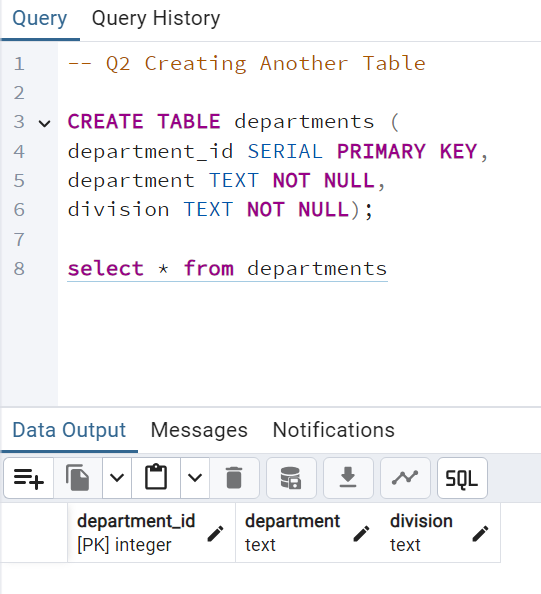 Query Query History
1 -- Q2 Creating Another Table
2
3 CREATE TABLE departments (
4 department_id SERIAL PRIMARY KEY,
5 department TEXT NOT NULL,
6 division TEXT NOT NULL);
7
8 select * from departments
Data Output Messages Notifications
SQL
department_id department division
[PK] integer text text